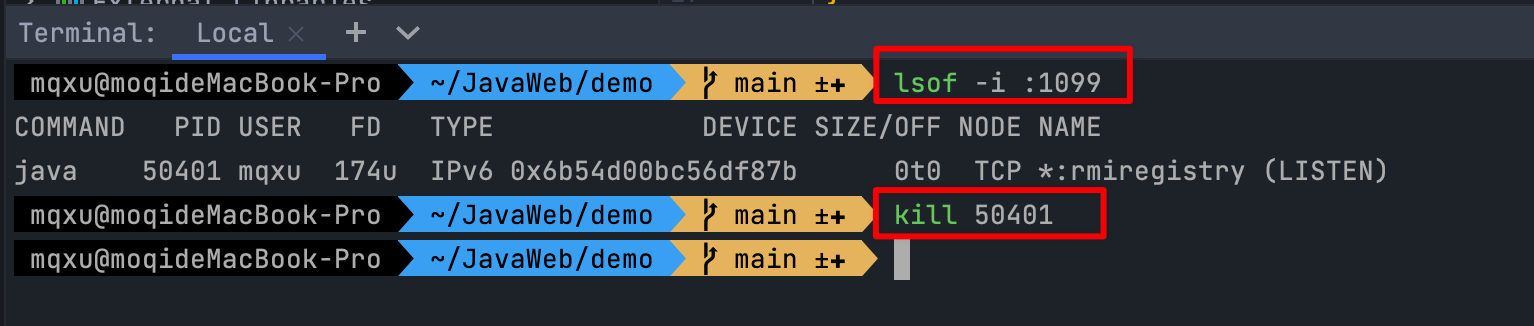 External Libraries
Terminal: Local × + ⌄
mqxu@moqideMacBook-Pro ~/JavaWeb/demo main ±+ lsof -i :1099
COMMAND PID USER FD TYPE DEVICE SIZE/OFF NODE NAME
java 50401 mqxu 174u IPv6 0x6b54d00bc56df87b 0t0 TCP *:rmiregistry (LISTEN)
mqxu@moqideMacBook-Pro ~/JavaWeb/demo main ±+ kill 50401
mqxu@moqideMacBook-Pro ~/JavaWeb/demo main ±+